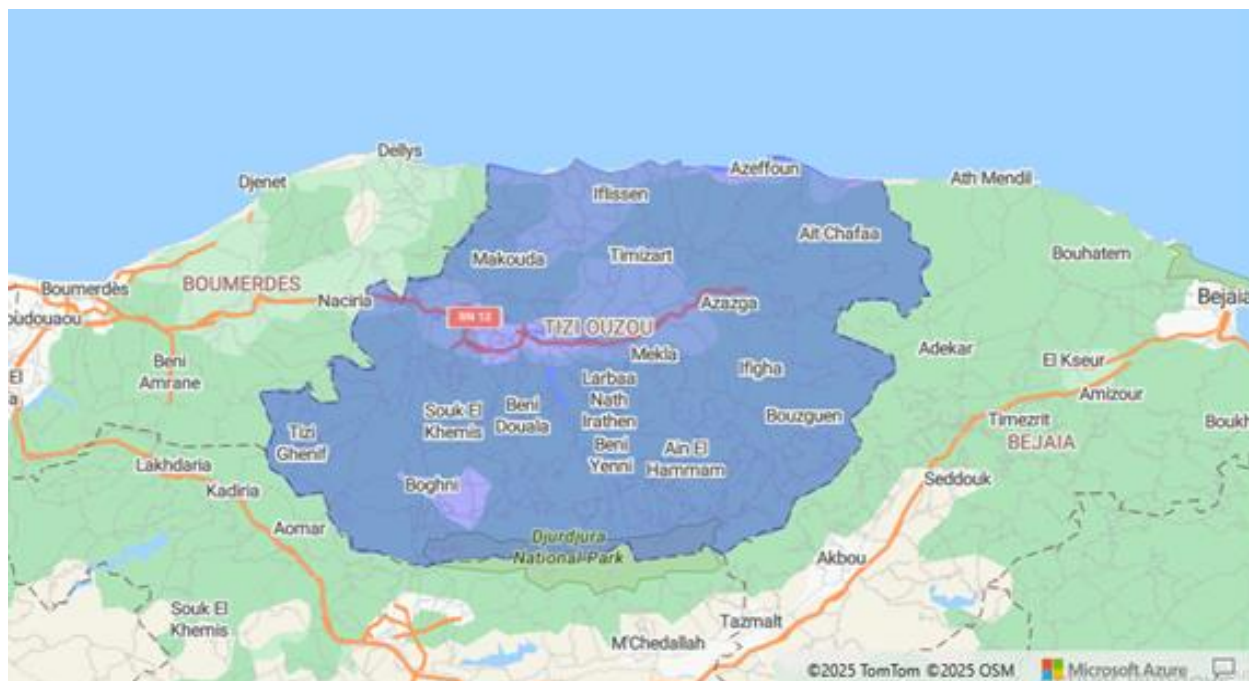 Dellys
Azeffoun
Djenet
Iflissen
Ath Mendil
Aït Chafaa
Makouda
Timizart
Bouhatem
Boumerdès
BOUMERDES
Naciria
Azazga
Bejaia
oudouaou
TIZI OUZOU
Mekla
Adekar
El Kseur
Beni
Amrane
El
a
Ifigha
Larbaa
Nath
Irathen
Souk El
Khemis
Beni
Douala
Bouzguen
Amizour
Timezrit
Boukh
BEJAIA
Tizi
Ghenif
Beni
Yenni
Ain El
Hammam
Lakhdaria
Kadiria
Boghni
Seddouk
Aomar
Djurdjura
National Park
Akbou
Souk El
Khemis
Tazmalt
M'Chedallah
©2025 TomTom ©2025 OSM
Microsoft Azure